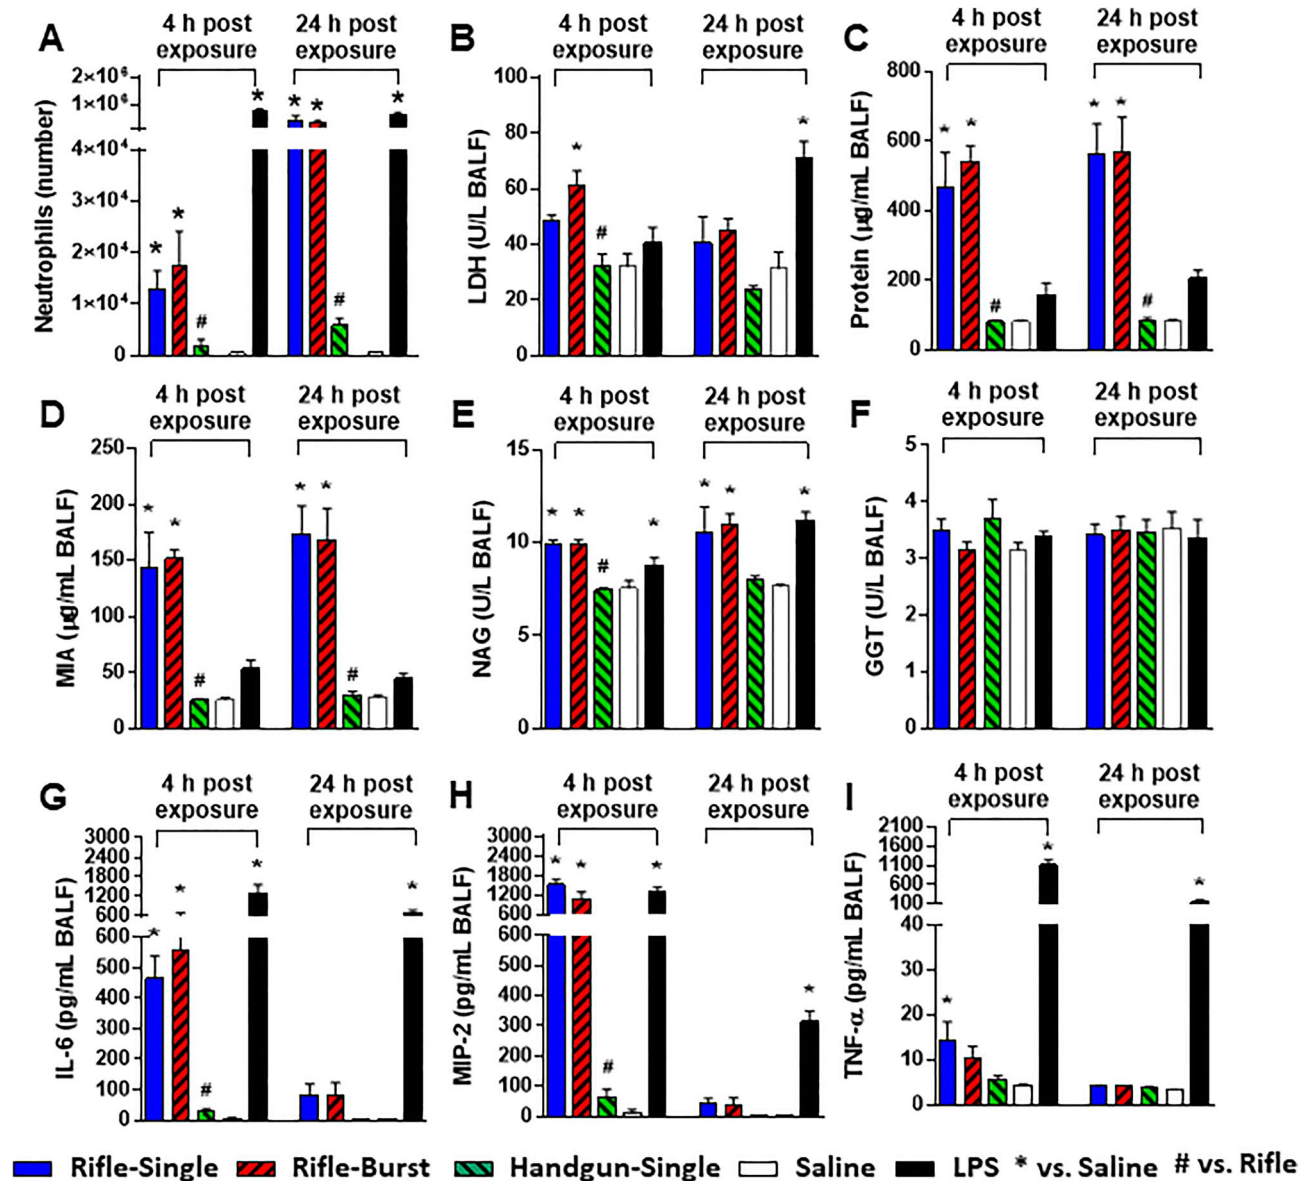 A
4 h post
exposure
24 h post
exposure
Neutrophils (number)
2×10⁶
1×10⁶
4×10⁴
3×10⁴
2×10⁴
1×10⁴
0
* * # * * * # *
B
4 h post
exposure
24 h post
exposure
LDH (U/L BALF)
100
80
60
40
20
0
* # *
C
4 h post
exposure
24 h post
exposure
Protein (µg/mL BALF)
800
600
400
200
0
* * # * * #
D
4 h post
exposure
24 h post
exposure
MIA (µg/mL BALF)
250
200
150
100
50
0
* * # * * #
E
4 h post
exposure
24 h post
exposure
NAG (U/L BALF)
15
10
5
0
* * # * * * *
F
4 h post
exposure
24 h post
exposure
GGT (U/L BALF)
5
4
3
2
1
0
G
4 h post
exposure
24 h post
exposure
IL-6 (pg/mL BALF)
3000
2400
1800
1200
600
600
500
400
300
200
100
0
* * # * *
H
4 h post
exposure
24 h post
exposure
MIP-2 (pg/mL BALF)
3000
2400
1800
1200
600
600
500
400
300
200
100
0
* * # * *
I
4 h post
exposure
24 h post
exposure
TNF-α (pg/mL BALF)
2100
1600
1100
600
100
40
30
20
10
0
* * *
Rifle-Single Rifle-Burst Handgun-Single Saline LPS * vs. Saline # vs. Rifle